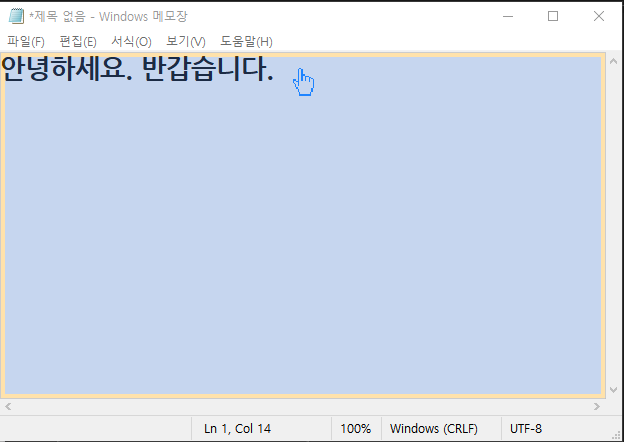 *제목 없음 - Windows 메모장
파일(F) 편집(E) 서식(O) 보기(V) 도움말(H)
안녕하세요. 반갑습니다.
Ln 1, Col 14 100% Windows (CRLF) UTF-8